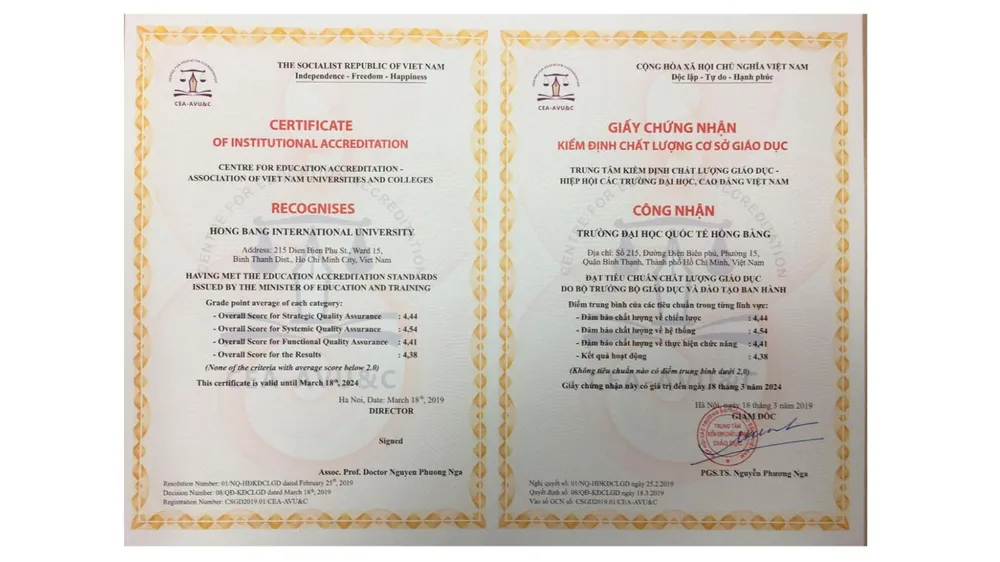 CEA-AVU&C
THE SOCIALIST REPUBLIC OF VIET NAM
Independence - Freedom - Happiness
CERTIFICATE
OF INSTITUTIONAL ACCREDITATION
CENTRE FOR EDUCATION ACCREDITATION -
ASSOCIATION OF VIET NAM UNIVERSITIES AND COLLEGES
RECOGNISES
HONG BANG INTERNATIONAL UNIVERSITY
Address: 215 Dien Bien Phu St., Ward 15,
Binh Thanh Dist., Ho Chi Minh City, Viet Nam
HAVING MET THE EDUCATION ACCREDITATION STANDARDS
ISSUED BY THE MINISTER OF EDUCATION AND TRAINING
Grade point average of each category:
- Overall Score for Strategic Quality Assurance : 4,44
- Overall Score for Systemic Quality Assurance : 4,54
- Overall Score for Functional Quality Assurance : 4,41
- Overall Score for the Results : 4,38
(None of the criteria with average score below 2.0)
This certificate is valid until March 18th, 2024
Ha Noi, Date: March 18th, 2019
DIRECTOR
Signed
Assoc. Prof. Doctor Nguyen Phuong Nga
Resolution Number: 01/NQ-HĐKĐCLGD dated February 25th, 2019
Decision Number: 08/QĐ-KĐCLGD dated March 18th, 2019
Registration Number: CSGD2019.01/CEA-AVU&C
CEA-AVU&C
CỘNG HÒA XÃ HỘI CHỦ NGHĨA VIỆT NAM
Độc lập - Tự do - Hạnh phúc
GIẤY CHỨNG NHẬN
KIỂM ĐỊNH CHẤT LƯỢNG CƠ SỞ GIÁO DỤC
TRUNG TÂM KIỂM ĐỊNH CHẤT LƯỢNG GIÁO DỤC -
HIỆP HỘI CÁC TRƯỜNG ĐẠI HỌC, CAO ĐẲNG VIỆT NAM
CÔNG NHẬN
TRƯỜNG ĐẠI HỌC QUỐC TẾ HỒNG BÀNG
Địa chỉ: Số 215, Đường Điện Biên phủ, Phường 15,
Quận Bình Thạnh, Thành phố Hồ Chí Minh, Việt Nam
ĐẠT TIÊU CHUẨN CHẤT LƯỢNG GIÁO DỤC
DO BỘ TRƯỞNG BỘ GIÁO DỤC VÀ ĐÀO TẠO BAN HÀNH
Điểm trung bình của các tiêu chuẩn trong từng lĩnh vực:
- Đảm bảo chất lượng về chiến lược : 4,44
- Đảm bảo chất lượng về hệ thống : 4,54
- Đảm bảo chất lượng về thực hiện chức năng : 4,41
- Kết quả hoạt động : 4,38
(Không tiêu chuẩn nào có điểm trung bình dưới 2,0)
Giấy chứng nhận này có giá trị đến ngày 18 tháng 3 năm 2024
Hà Nội, ngày 18 tháng 3 năm 2019
GIÁM ĐỐC
TRUNG TÂM
KIỂM ĐỊNH CHẤT LƯỢNG
GIÁO DỤC
PGS.TS. Nguyễn Phương Nga
Nghị quyết số: 01/NQ-HĐKĐCLGD ngày 25.2.2019
Quyết định số: 08/QĐ-KĐCLGD ngày 18.3.2019
Vào sổ GCN số: CSGD2019.01/CEA-AVU&C